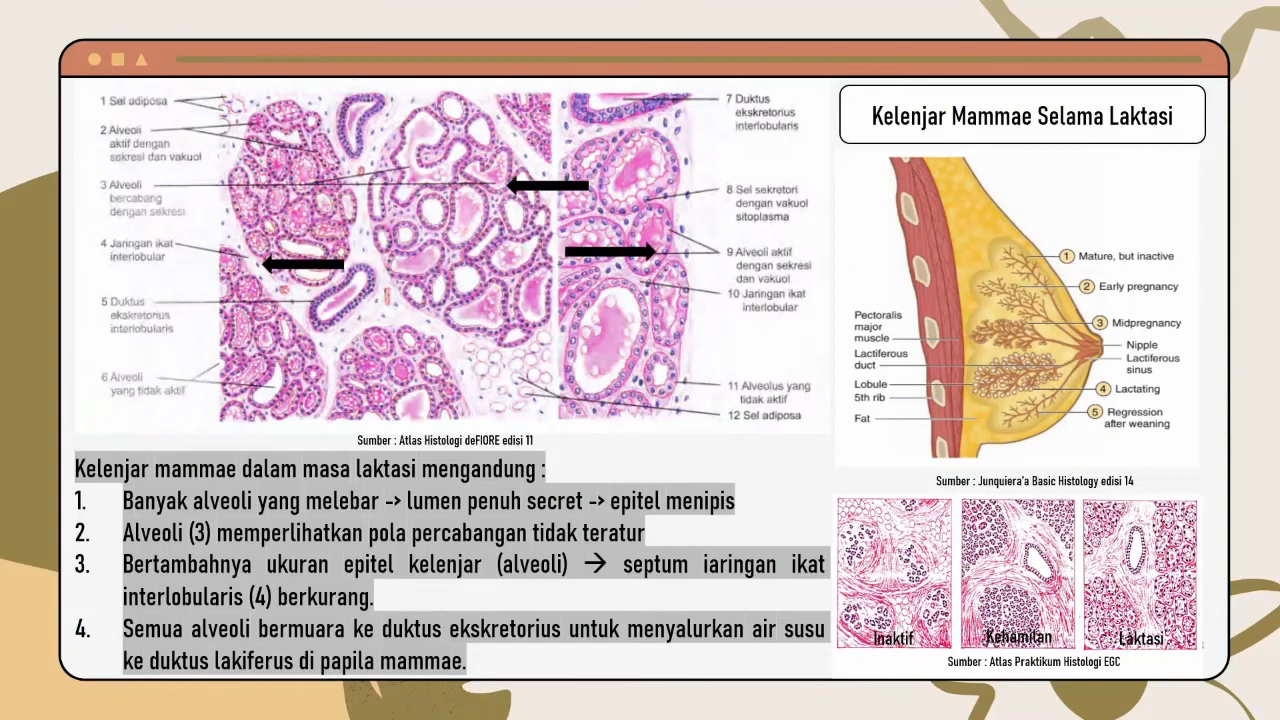 Kelenjar Mammae Selama Laktasi
1 Sel adiposa
2 Alveoli
aktif dengan
sekresi dan vakuol
3 Alveoli
bercabang
dengan sekresi
4 Jaringan ikat
interlobular
5 Duktus
ekskretorius
interlobularis
6 Alveoli
yang tidak aktif
7 Duktus
ekskretorius
interlobularis
8 Sel sekretori
dengan vakuol
sitoplasma
9 Alveoli aktif
dengan sekresi
dan vakuol
10 Jaringan ikat
interlobular
11 Alveolus yang
tidak aktif
12 Sel adiposa
Sumber : Atlas Histologi deFIORE edisi 11
Kelenjar mammae dalam masa laktasi mengandung :
1. Banyak alveoli yang melebar -> lumen penuh secret -> epitel menipis
2. Alveoli (3) memperlihatkan pola percabangan tidak teratur
3. Bertambahnya ukuran epitel kelenjar (alveoli) → septum iaringan ikat
interlobularis (4) berkurang.
4. Semua alveoli bermuara ke duktus ekskretorius untuk menyalurkan air susu
ke duktus lakiferus di papila mammae.
1 Mature, but inactive
2 Early pregnancy
3 Midpregnancy
Nipple
Lactiferous
sinus
4 Lactating
5 Regression
after weaning
Pectoralis
major
muscle
Lactiferous
duct
Lobule
5th rib
Fat
Sumber : Junquiera'a Basic Histology edisi 14
Inaktif
Kehamilan
Laktasi
Sumber : Atlas Praktikum Histologi EGC